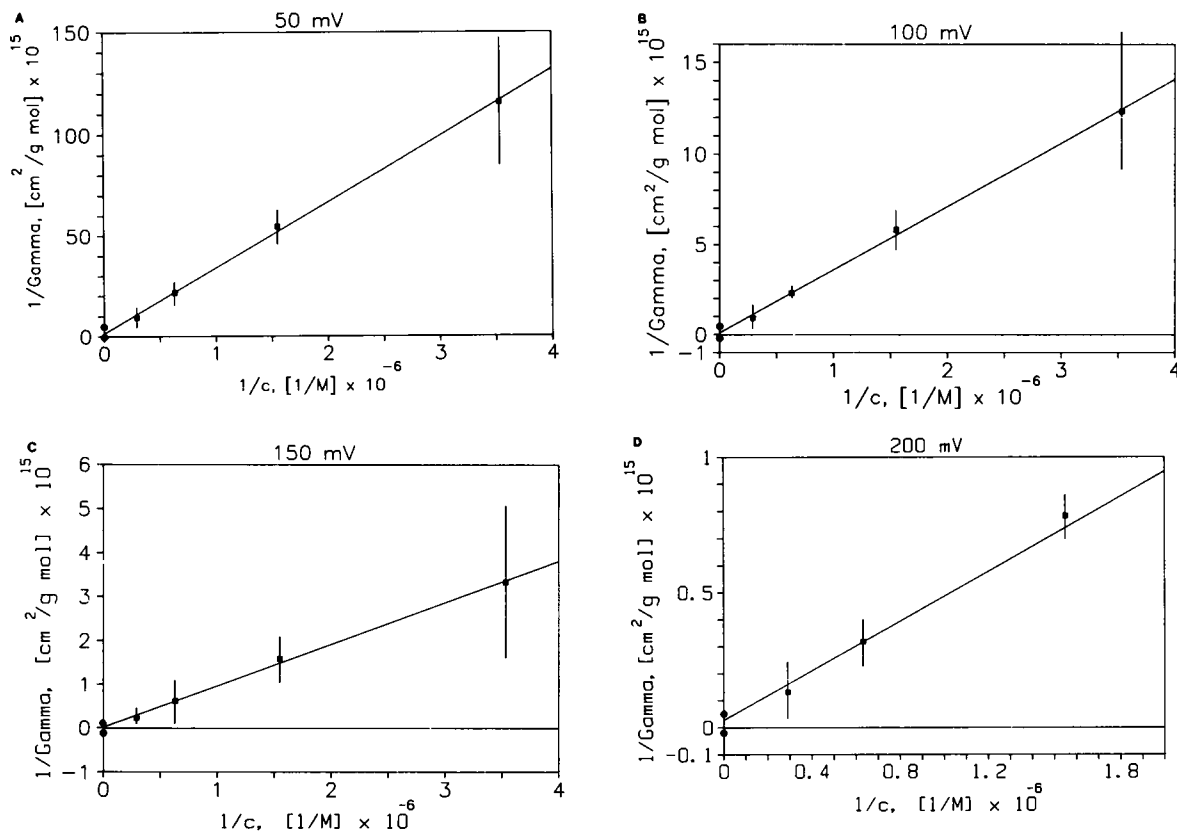 A
50 mV
1/Gamma, [cm²/g mol] x 10¹⁵
150
100
50
0
0 1 2 3 4
1/c, [1/M] x 10⁻⁶
B
100 mV
1/Gamma, [cm²/g mol] x 10¹⁵
15
10
5
0
-1
0 1 2 3 4
1/c, [1/M] x 10⁻⁶
C
150 mV
1/Gamma, [cm²/g mol] x 10¹⁵
6
5
4
3
2
1
0
-1
0 1 2 3 4
1/c, [1/M] x 10⁻⁶
D
200 mV
1/Gamma, [cm²/g mol] x 10¹⁵
1
0.5
0
-0.1
0 0.4 0.8 1.2 1.8
1/c, [1/M] x 10⁻⁶